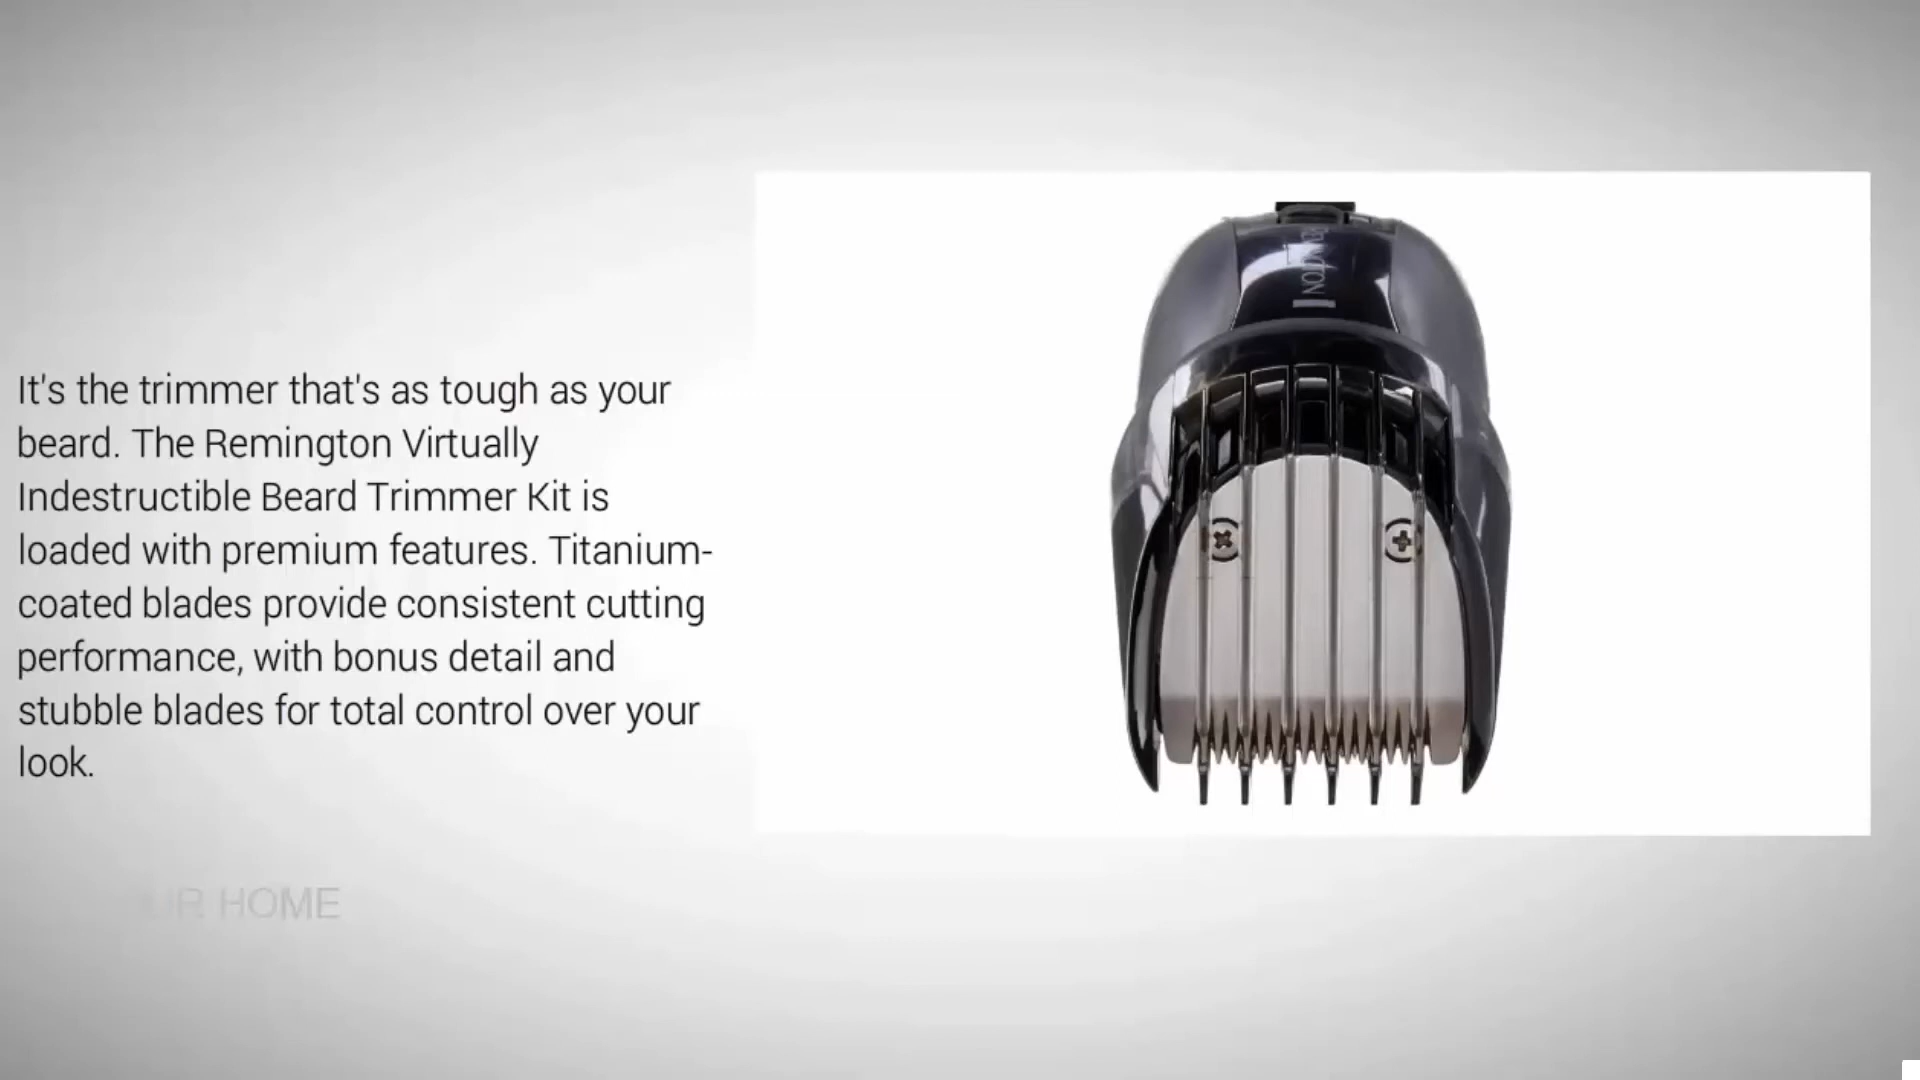 It's the trimmer that's as tough as your
beard. The Remington Virtually
Indestructible Beard Trimmer Kit is
loaded with premium features. Titanium-
coated blades provide consistent cutting
performance, with bonus detail and
stubble blades for total control over your
look.
REMINGTON
HOME